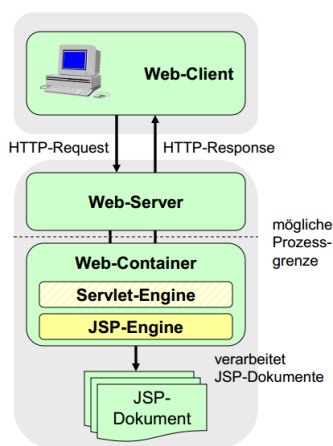 Web-Client
HTTP-Request
HTTP-Response
Web-Server
mögliche
Prozess-
grenze
Web-Container
Servlet-Engine
JSP-Engine
verarbeitet
JSP-Dokumente
JSP-
Dokument